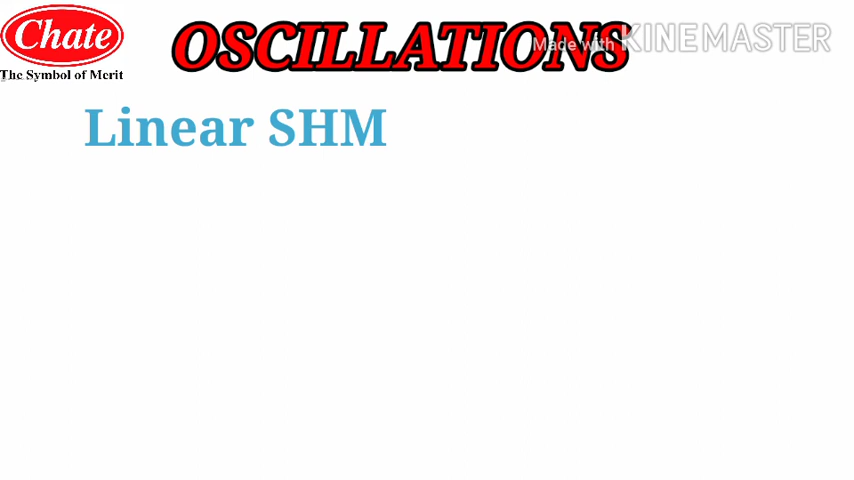 Chate
The Symbol of Merit
OSCILLATIONS
Made with KINEMASTER
Linear SHM